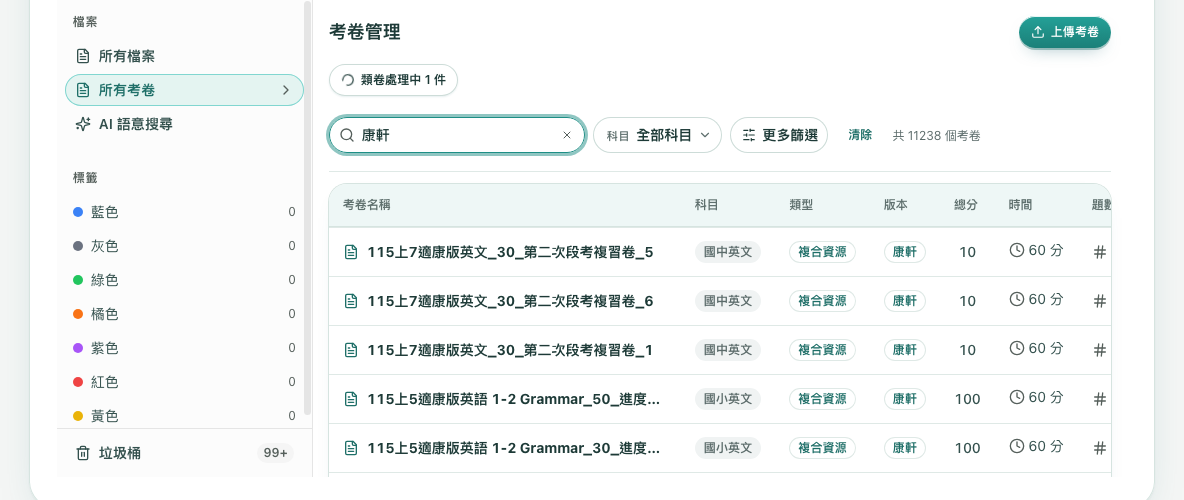 檔案
所有檔案
所有考卷
AI 語意搜尋
標籤
藍色 0
灰色 0
綠色 0
橘色 0
紫色 0
紅色 0
黃色 0
垃圾桶 99+
考卷管理
上傳考卷
類卷處理中 1 件
康軒
科目 全部科目
更多篩選
清除
共 11238 個考卷
考卷名稱 科目 類型 版本 總分 時間 題數
115上7適康版英文_30_第二次段考複習卷_5 國中英文 複合資源 康軒 10 60 分 #
115上7適康版英文_30_第二次段考複習卷_6 國中英文 複合資源 康軒 10 60 分 #
115上7適康版英文_30_第二次段考複習卷_1 國中英文 複合資源 康軒 10 60 分 #
115上5適康版英語 1-2 Grammar_50_進度... 國小英文 複合資源 康軒 100 60 分 #
115上5適康版英語 1-2 Grammar_30_進度... 國小英文 複合資源 康軒 100 60 分 #